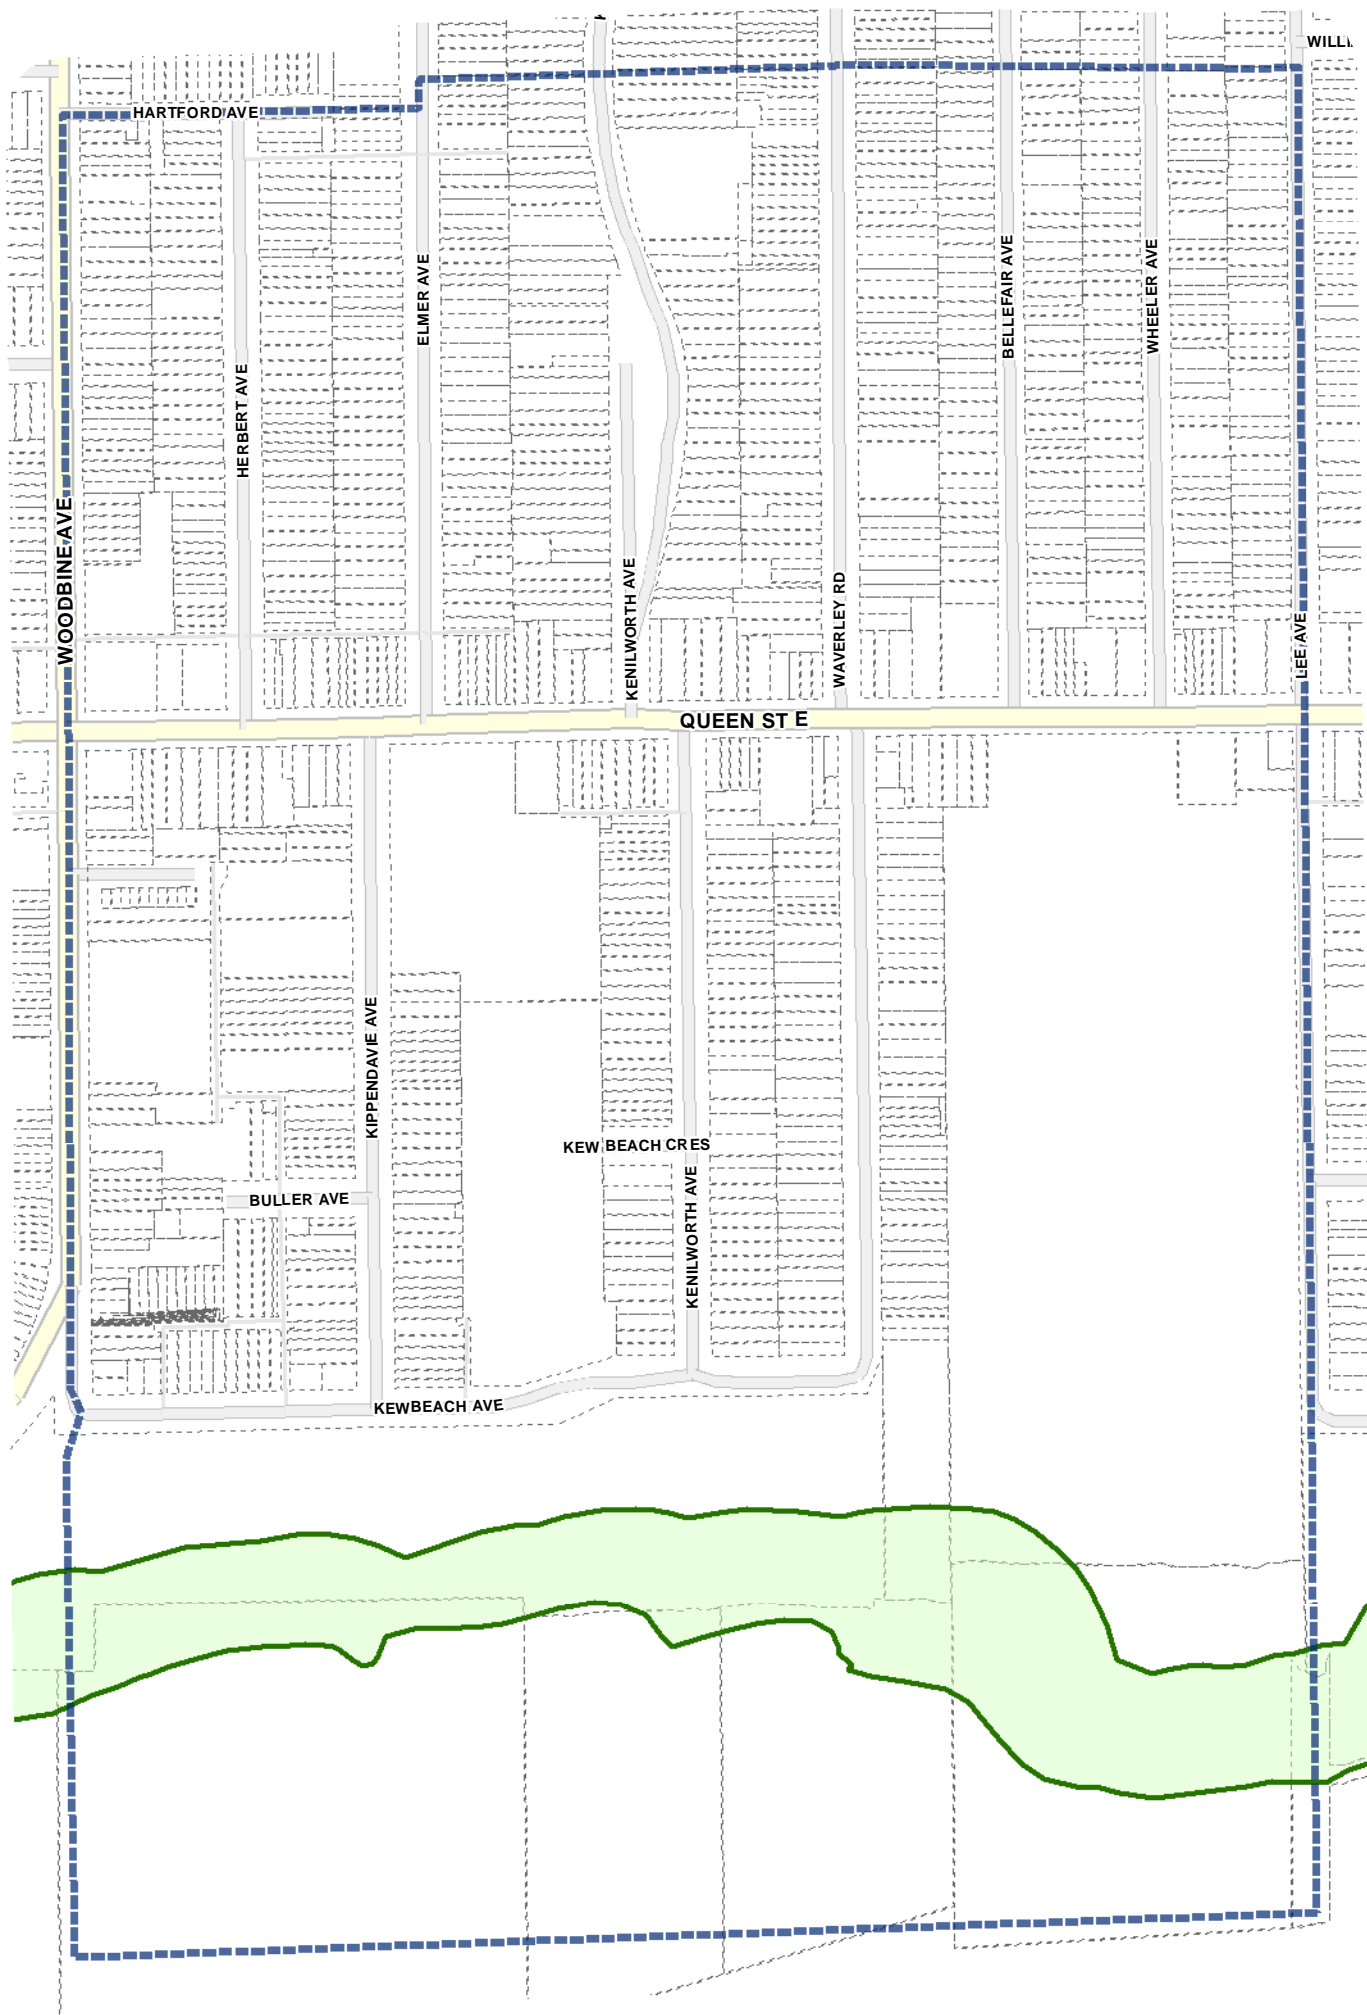 WILLI
HARTFORD AVE
ELMER AVE
BELLEFAIR AVE
WHEELER AVE
HERBERT AVE
WOODBINE AVE
KENILWORTH AVE
WAVERLEY RD
LEE AVE
QUEEN ST E
KIPPENDAVIE AVE
KEW BEACH CRES
KENILWORTH AVE
BULLER AVE
KEWBEACH AVE